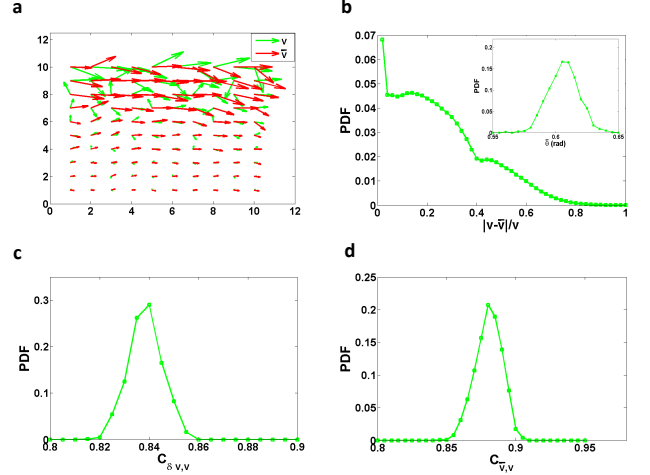 a
12
10
8
6
4
2
0
0 2 4 6 8 10 12
v
v̄
b
0.07
0.06
0.05
0.04
0.03
0.02
0.01
0
PDF
0 0.2 0.4 0.6 0.8 1
|v-v̄|/v
0.2
0.15
0.1
0.05
0
PDF
0.55 0.6 0.65
δ̄ (rad)
c
0.3
0.2
0.1
0
PDF
0.8 0.82 0.84 0.86 0.88 0.9
C δ v,v
d
0.25
0.2
0.15
0.1
0.05
0
PDF
0.8 0.85 0.9 0.95
C v̄,v